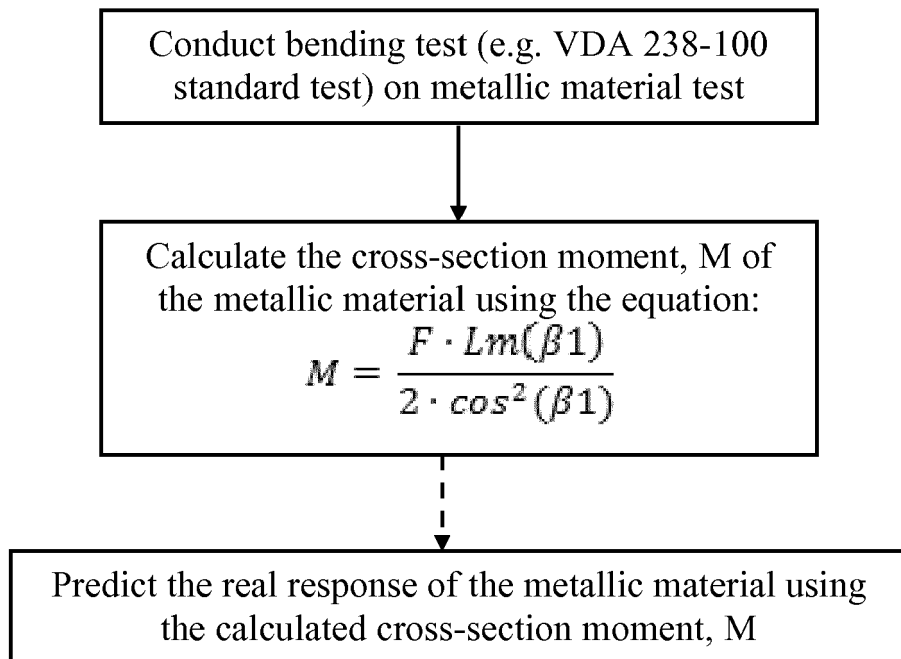 Conduct bending test (e.g. VDA 238-100
standard test) on metallic material test
Calculate the cross-section moment, M of
the metallic material using the equation:
M = F · Lm(β1) / 2 · cos²(β1)
Predict the real response of the metallic material using
the calculated cross-section moment, M